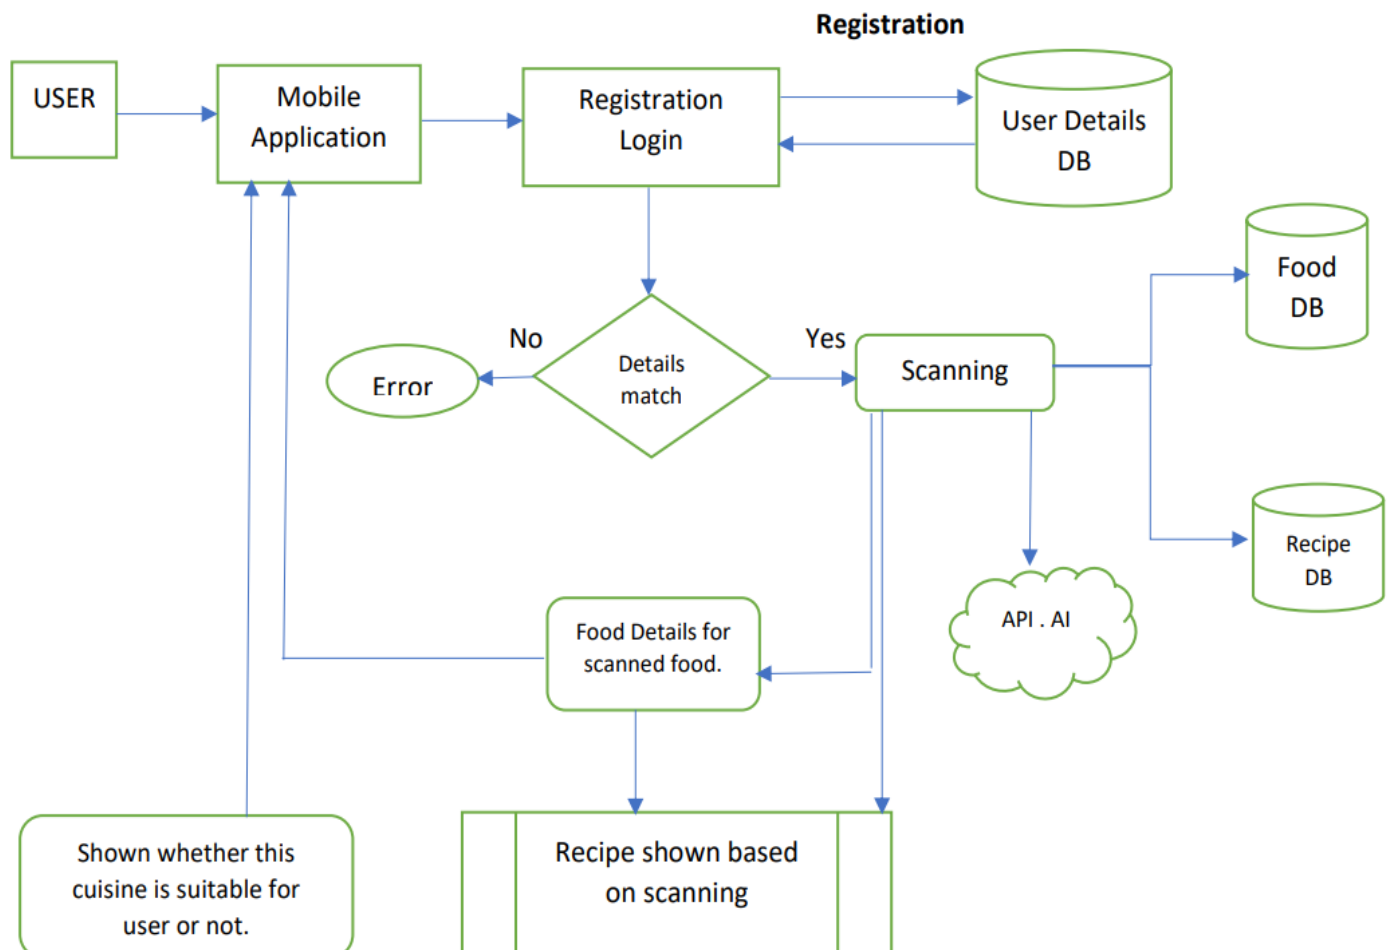 Registration
USER
Mobile
Application
Registration
Login
User Details
DB
Food
DB
No
Yes
Error
Details
match
Scanning
Recipe
DB
API . AI
Food Details for
scanned food.
Shown whether this
cuisine is suitable for
user or not.
Recipe shown based
on scanning